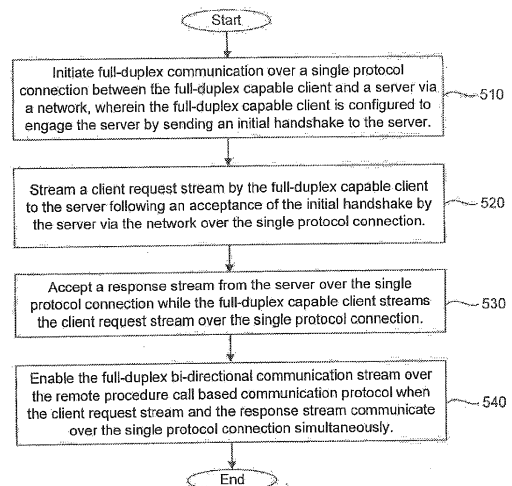 Start
Initiate full-duplex communication over a single protocol
connection between the full-duplex capable client and a server via
a network, wherein the full-duplex capable client is configured to
engage the server by sending an initial handshake to the server.
510
Stream a client request stream by the full-duplex capable client
to the server following an acceptance of the initial handshake by
the server via the network over the single protocol connection.
520
Accept a response stream from the server over the single
protocol connection while the full-duplex capable client streams
the client request stream over the single protocol connection.
530
Enable the full-duplex bi-directional communication stream over
the remote procedure call based communication protocol when
the client request stream and the response stream communicate
over the single protocol connection simultaneously.
540
End